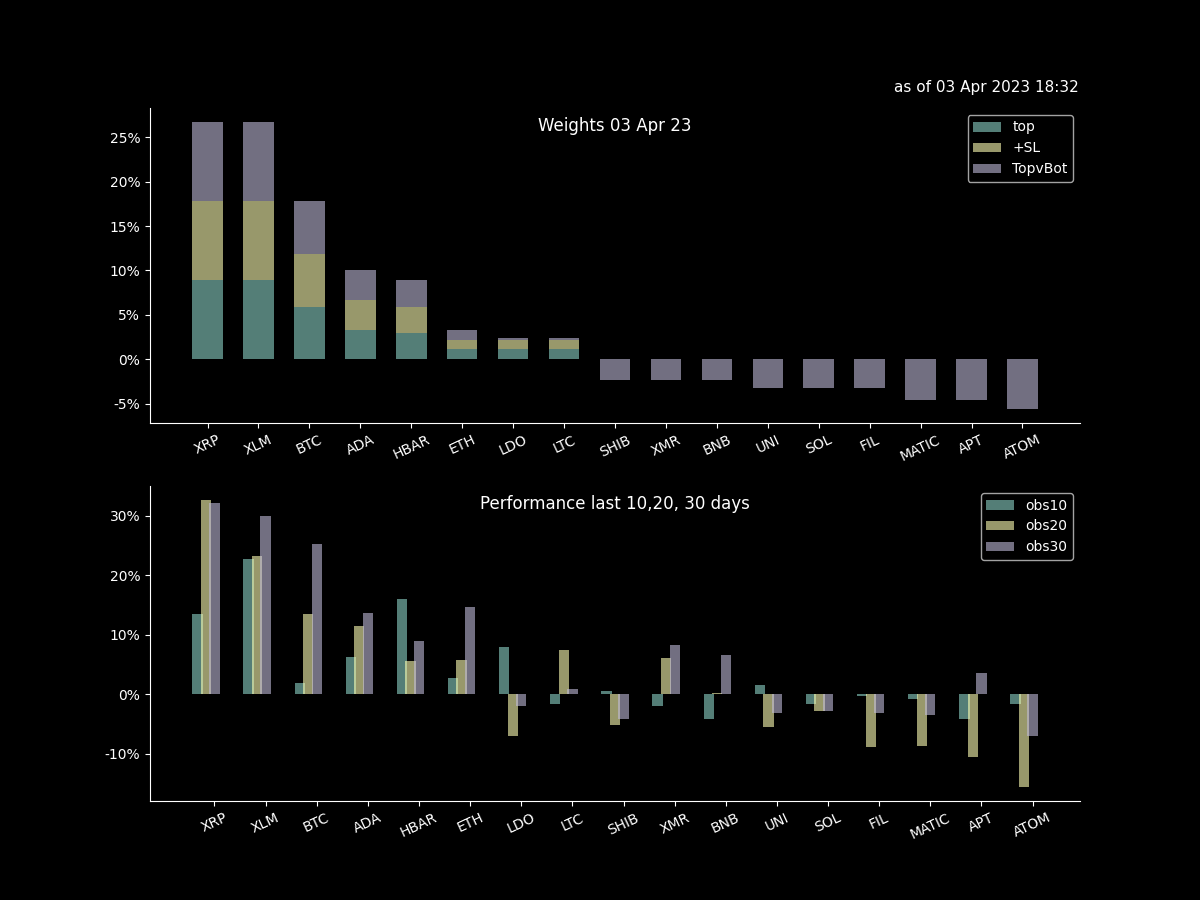 as of 03 Apr 2023 18:32
Weights 03 Apr 23
top
+SL
TopvBot
25%
20%
15%
10%
5%
0%
-5%
XRP XLM BTC ADA HBAR ETH LDO LTC SHIB XMR BNB UNI SOL FIL MATIC APT ATOM
Performance last 10,20, 30 days
obs10
obs20
obs30
30%
20%
10%
0%
-10%
XRP XLM BTC ADA HBAR ETH LDO LTC SHIB XMR BNB UNI SOL FIL MATIC APT ATOM